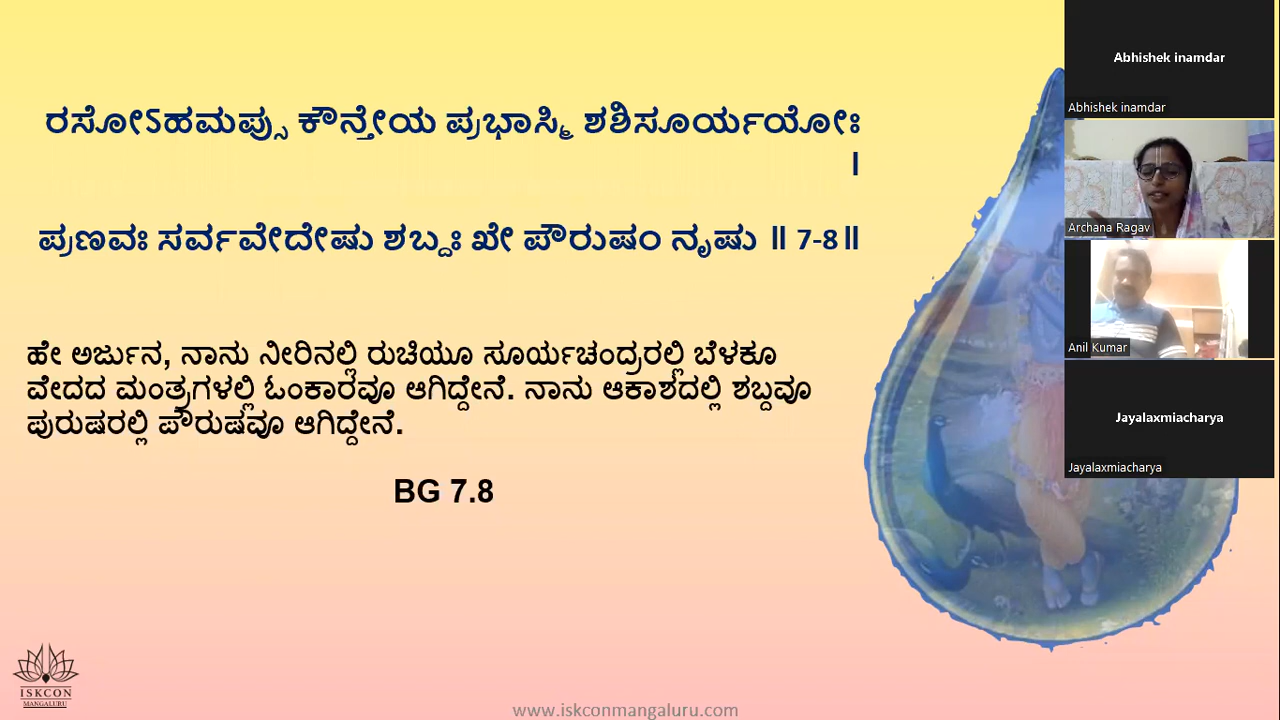 ರಸೋಽಹಮಪ್ಸು ಕೌನ್ತೇಯ ಪ್ರಭಾಸ್ಮಿ ಶಶಿಸೂರ್ಯಯೋಃ
।
ಪ್ರಣವಃ ಸರ್ವವೇದೇಷು ಶಬ್ದಃ ಖೇ ಪೌರುಷಂ ನೃಷು ॥ 7-8॥
ಹೇ ಅರ್ಜುನ, ನಾನು ನೀರಿನಲ್ಲಿ ರುಚಿಯೂ ಸೂರ್ಯಚಂದ್ರರಲ್ಲಿ ಬೆಳಕೂ
ವೇದದ ಮಂತ್ರಗಳಲ್ಲಿ ಓಂಕಾರವೂ ಆಗಿದ್ದೇನೆ. ನಾನು ಆಕಾಶದಲ್ಲಿ ಶಬ್ದವೂ
ಪುರುಷರಲ್ಲಿ ಪೌರುಷವೂ ಆಗಿದ್ದೇನೆ.
BG 7.8
ISKCON
MANGALURU
www.iskconmangaluru.com
Abhishek inamdar
Abhishek inamdar
Archana Ragav
Anil Kumar
Jayalaxmiacharya
Jayalaxmiacharya